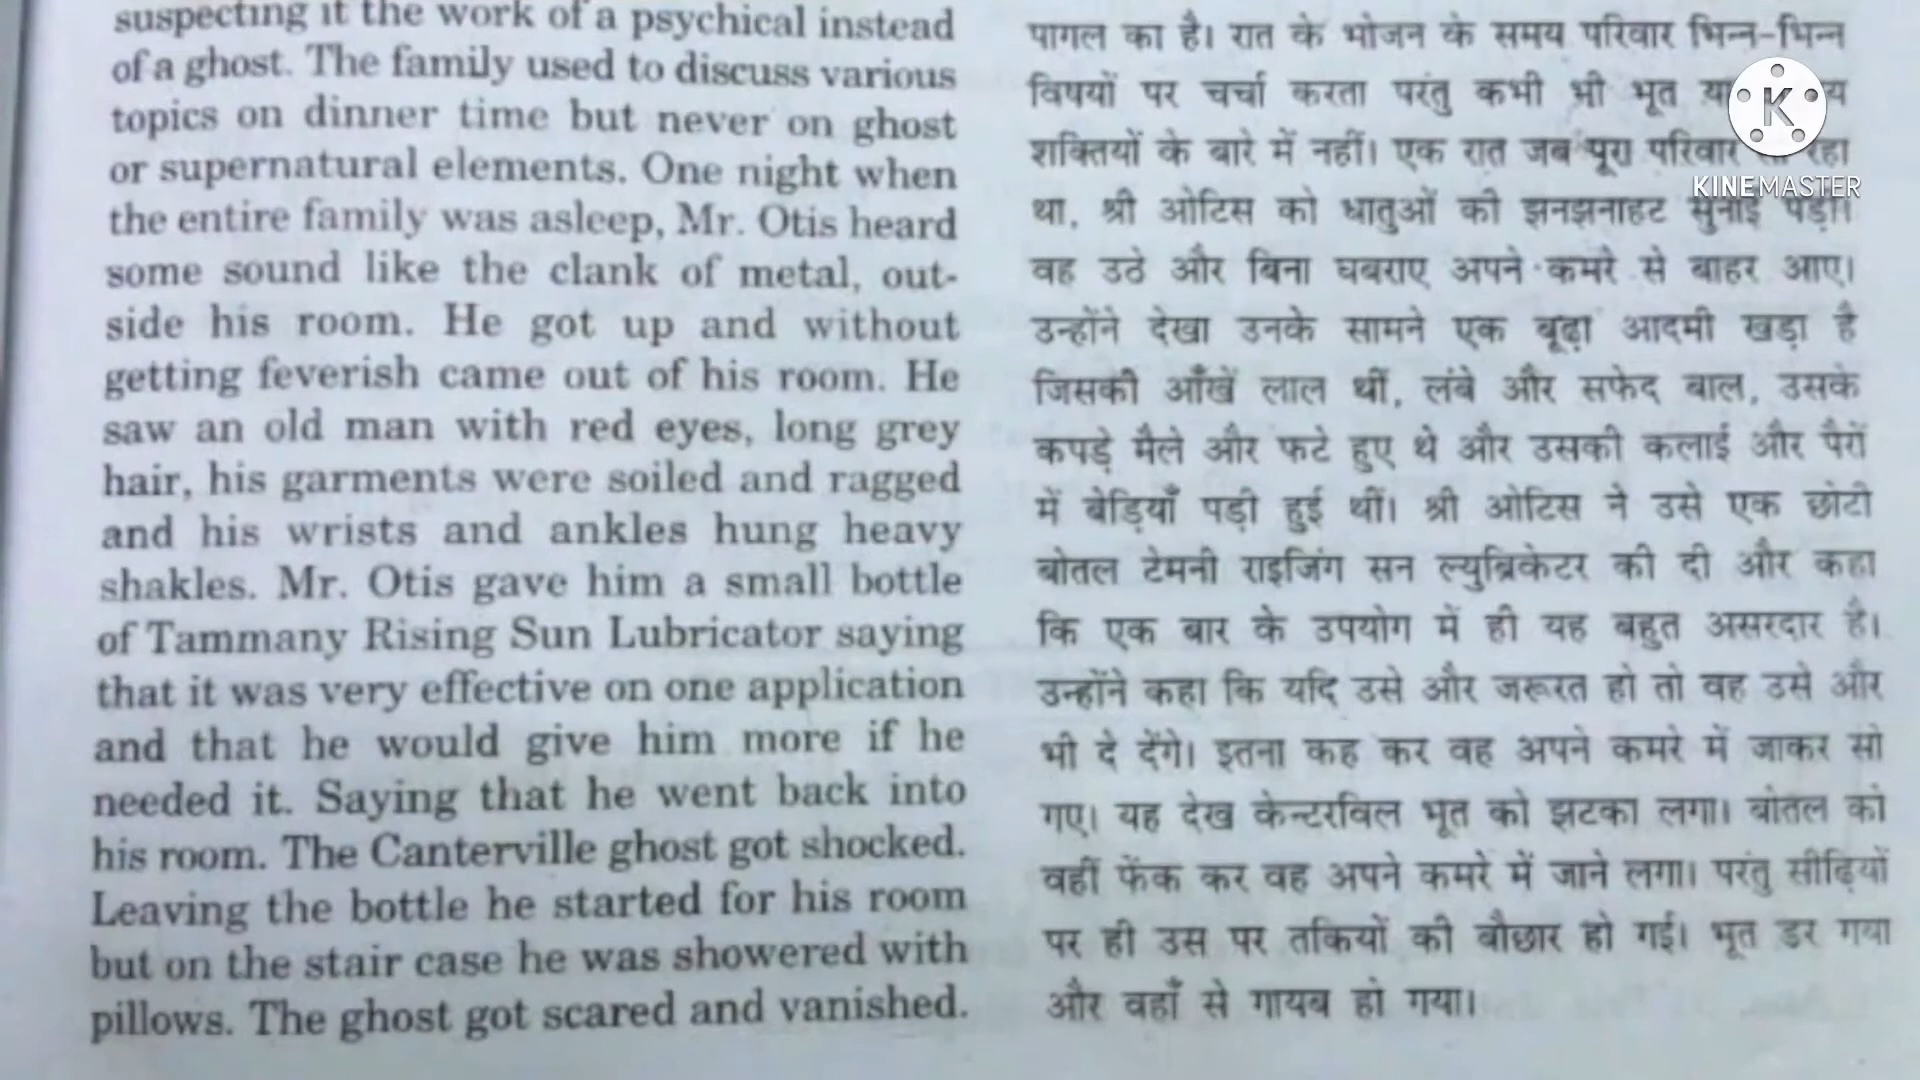 suspecting it the work of a psychical instead
of a ghost. The family used to discuss various
topics on dinner time but never on ghost
or supernatural elements. One night when
the entire family was asleep, Mr. Otis heard
some sound like the clank of metal, out-
side his room. He got up and without
getting feverish came out of his room. He
saw an old man with red eyes, long grey
hair, his garments were soiled and ragged
and his wrists and ankles hung heavy
shakles. Mr. Otis gave him a small bottle
of Tammany Rising Sun Lubricator saying
that it was very effective on one application
and that he would give him more if he
needed it. Saying that he went back into
his room. The Canterville ghost got shocked.
Leaving the bottle he started for his room
but on the stair case he was showered with
pillows. The ghost got scared and vanished.
पागल का है। रात के भोजन के समय परिवार भिन्न-भिन्न
विषयों पर चर्चा करता परंतु कभी भी भूत
शक्तियों के बारे में नहीं। एक रात जब पूरा परिवार रहा
था, श्री ओटिस को धातुओं की झनझनाहट सुनाई पड़ी।
वह उठे और बिना घबराए अपने कमरे से बाहर आए।
उन्होंने देखा उनके सामने एक बूढ़ा आदमी खड़ा है
जिसकी आँखें लाल थीं, लंबे और सफेद बाल, उसके
कपड़े मैले और फटे हुए थे और उसकी कलाई और पैरों
में बेड़ियाँ पड़ी हुई थीं। श्री ओटिस ने उसे एक छोटी
बोतल टेमनी राइजिंग सन ल्युब्रिकेटर की दी और कहा
कि एक बार के उपयोग में ही यह बहुत असरदार है।
उन्होंने कहा कि यदि उसे और जरूरत हो तो वह उसे और
भी दे देंगे। इतना कह कर वह अपने कमरे में जाकर सो
गए। यह देख केन्टरविल भूत को झटका लगा। बोतल को
वहीं फेंक कर वह अपने कमरे में जाने लगा। परंतु सीढ़ियों
पर ही उस पर तकियों की बौछार हो गई। भूत डर गया
और वहाँ से गायब हो गया।
K
KINEMASTER